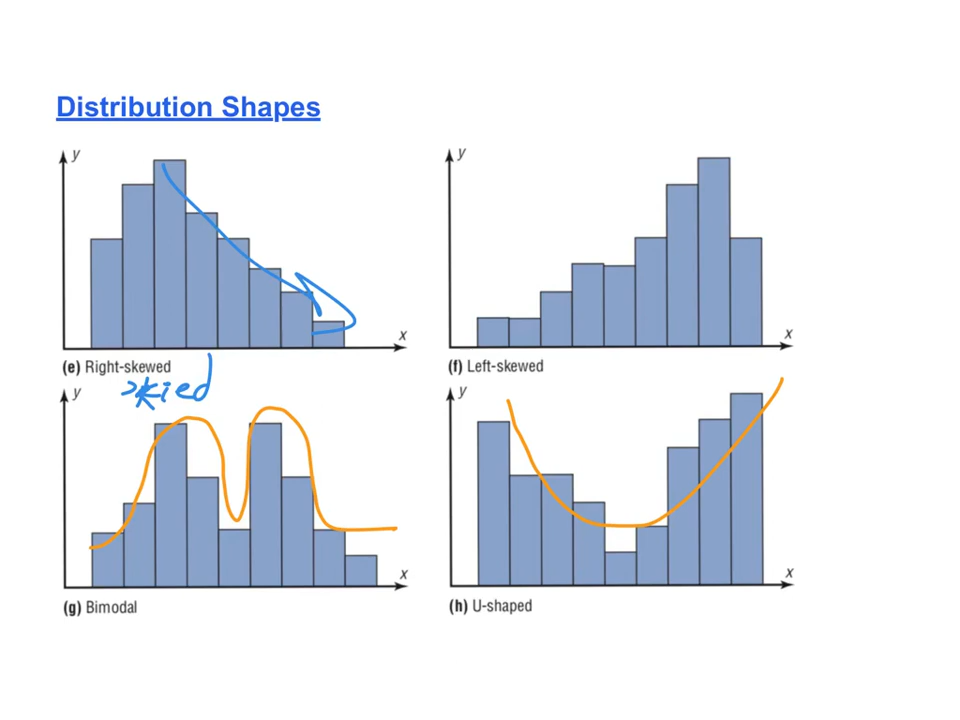 Distribution Shapes
y
x
(e) Right-skewed
skied
y
x
(f) Left-skewed
y
x
(g) Bimodal
y
x
(h) U-shaped